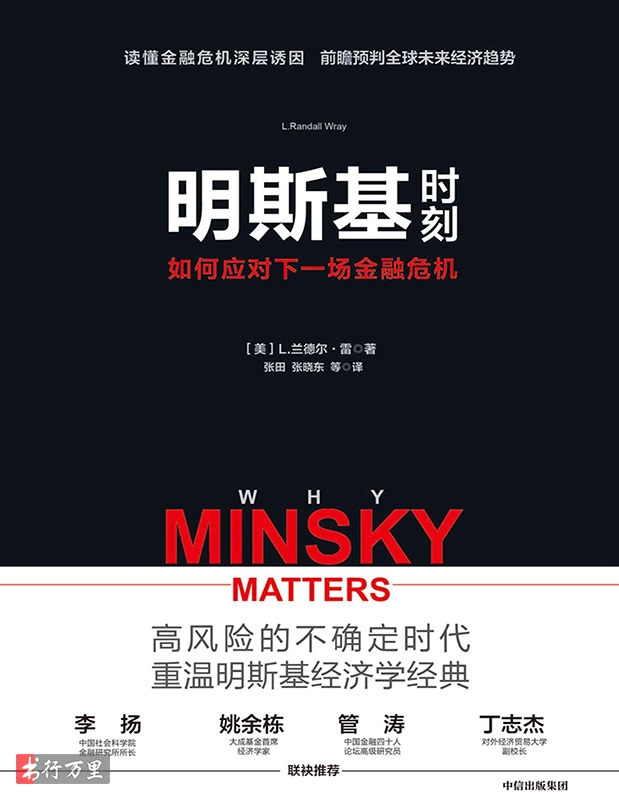 读懂金融危机深层诱因 前瞻预判全球未来经济趋势
L.Randall Wray
明斯基时刻
如何应对下一场金融危机
[美] L.兰德尔·雷◎著
张田 张晓东 等◎译
WHY
MINSKY
MATTERS
高风险的不确定时代
重温明斯基经济学经典
李扬 姚余栋 管涛 丁志杰
中国社会科学院 大成基金首席 中国金融四十人 对外经济贸易大学
金融研究所所长 经济学家 论坛高级研究员 副校长
书行万里
联袂推荐
中信出版集团